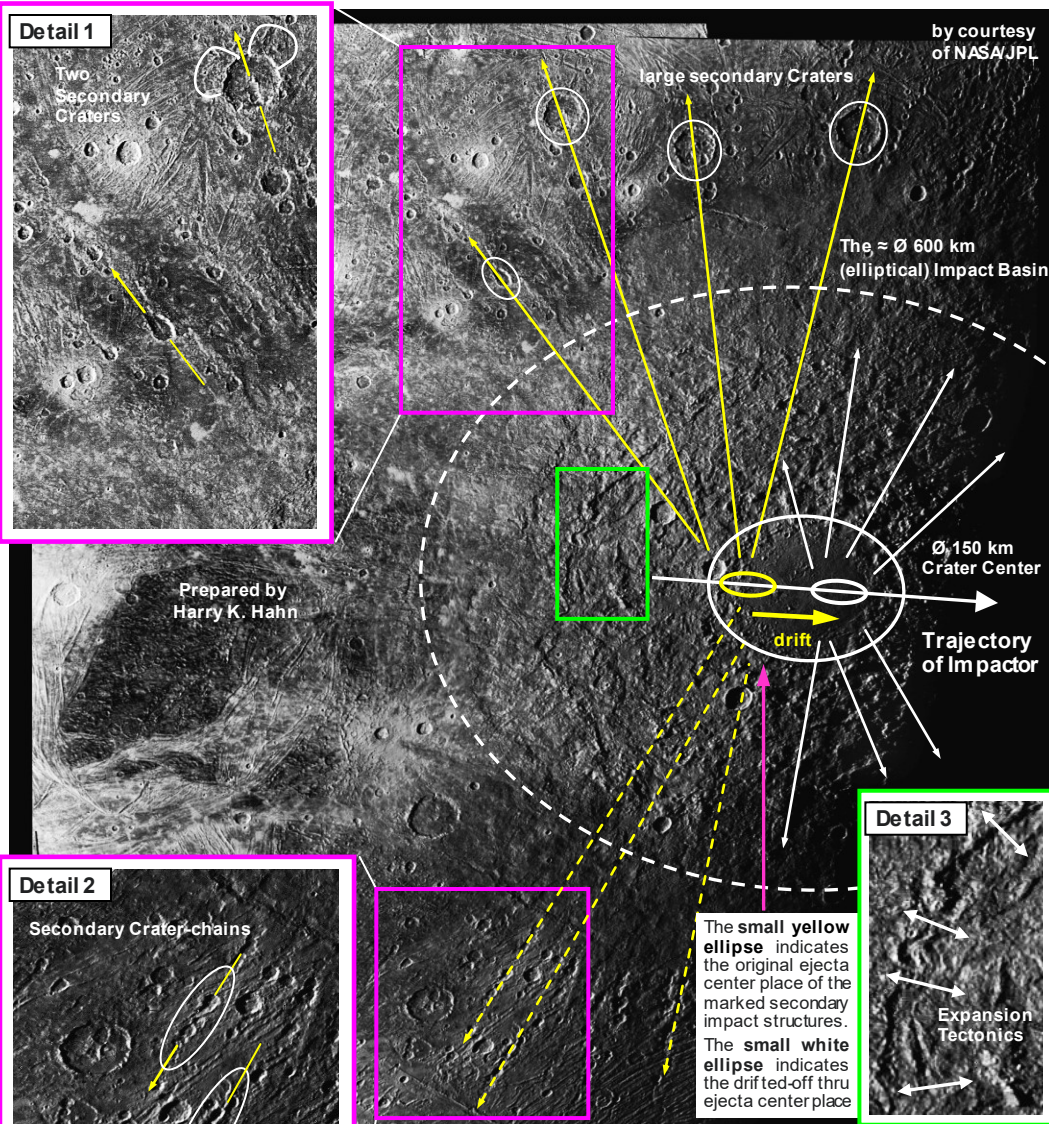 Detail 1
Two
Secondary
Craters
by courtesy
of NASA/JPL
large secondary Craters
The ≈ Ø 600 km
(elliptical) Impact Basin
Prepared by
Harry K. Hahn
Ø 150 km
Crater Center
drift
Trajectory
of Impactor
Detail 2
Secondary Crater-chains
The small yellow
ellipse indicates
the original ejecta
center place of the
marked secondary
impact structures.
The small white
ellipse indicates
the drifted-off thru
ejecta center place
Detail 3
Expansion
Tectonics